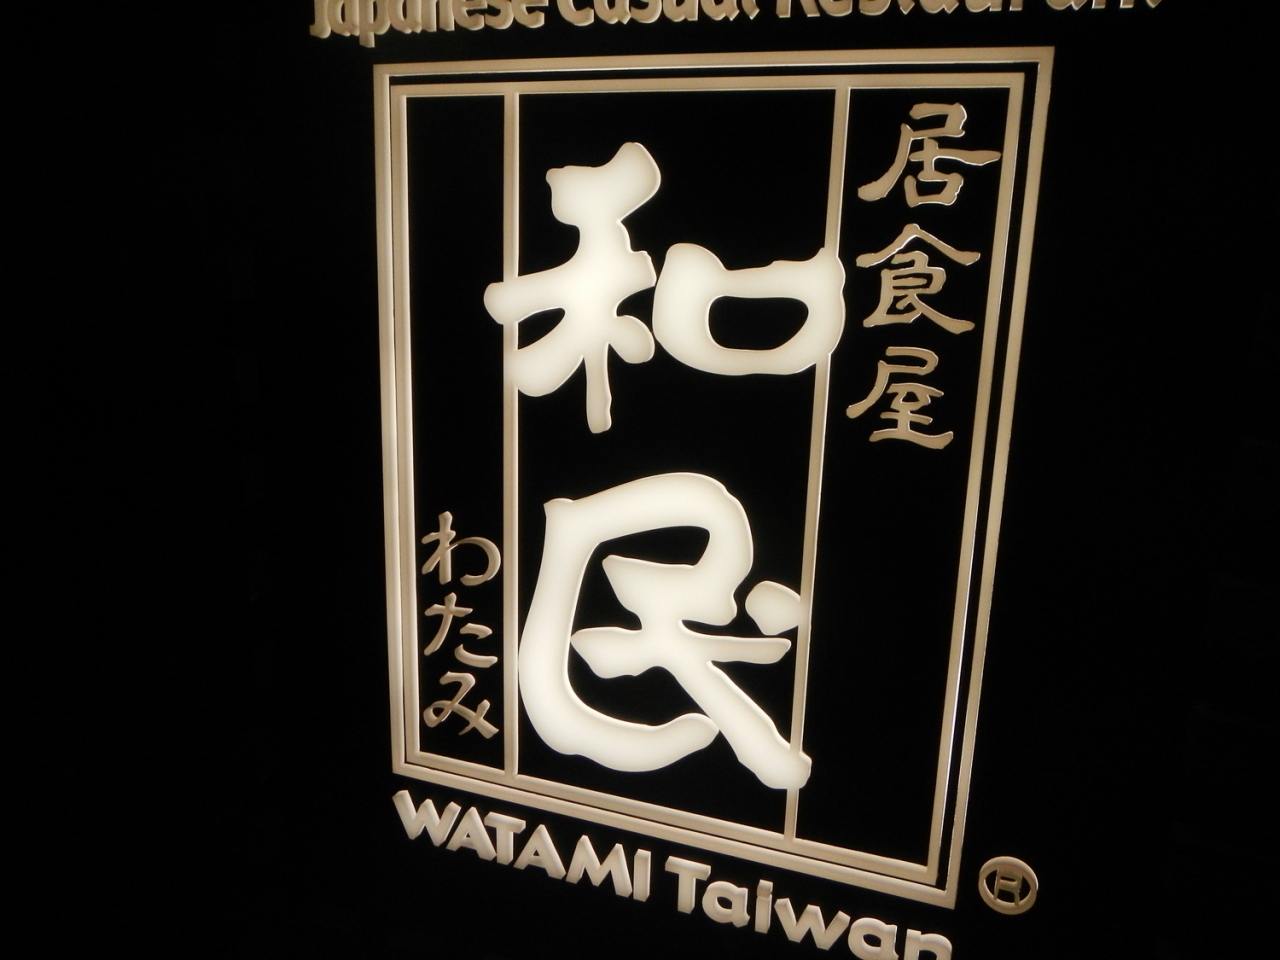 Japanese Casual Restaurant
居食屋
和民
わたみ
WATAMI Taiwan
®